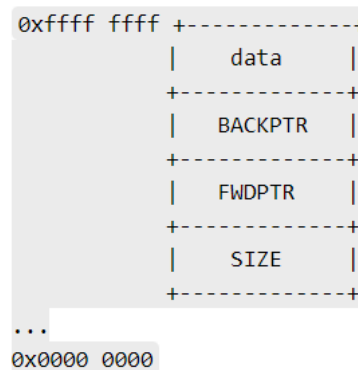 0xffff ffff +-------------
| data |
+-------------+
| BACKPTR |
+-------------+
| FWDPTR |
+-------------+
| SIZE |
+-------------+
...
0x0000 0000